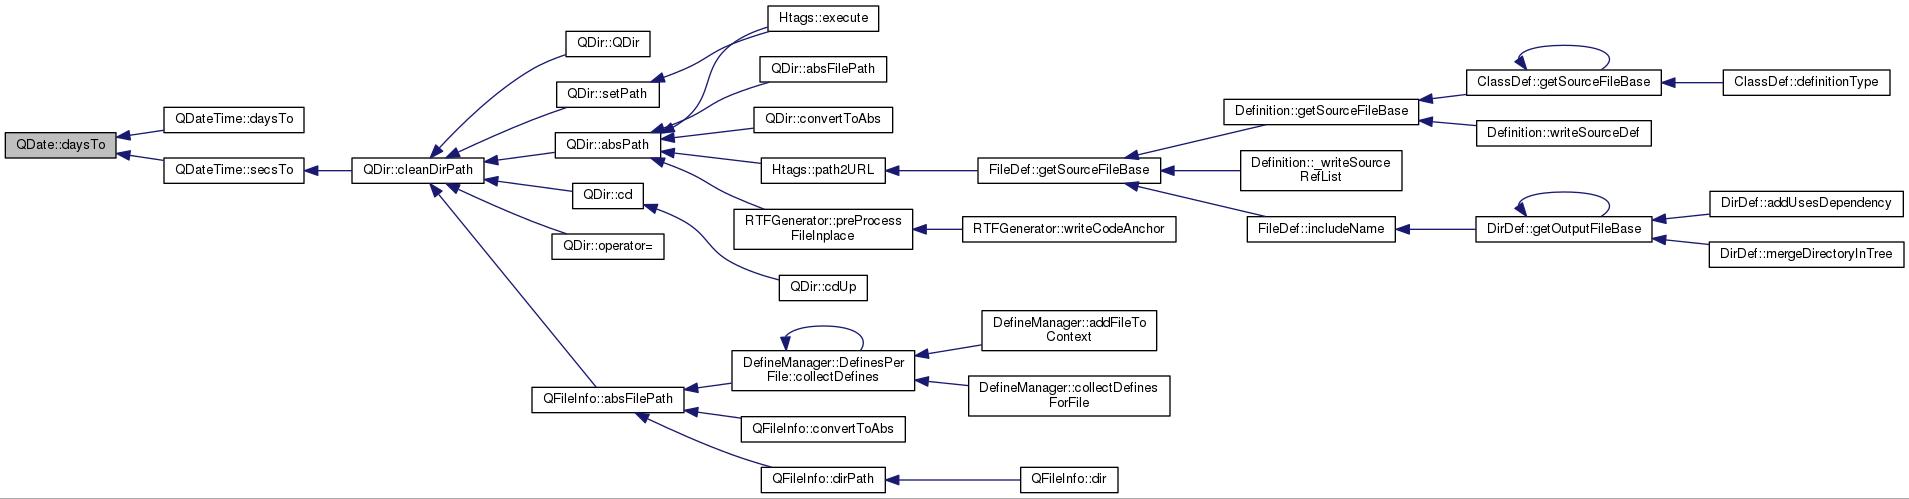 Htags::execute
QDir::QDir
QDir::absFilePath
ClassDef::getSourceFileBase
ClassDef::definitionType
QDir::setPath
QDateTime::daysTo
QDir::convertToAbs
Definition::getSourceFileBase
Definition::writeSourceDef
QDate::daysTo
QDir::absPath
QDateTime::secsTo
QDir::cleanDirPath
Htags::path2URL
FileDef::getSourceFileBase
Definition::_writeSource
RefList
QDir::cd
DirDef::addUsesDependency
RTFGenerator::preProcess
FileInplace
RTFGenerator::writeCodeAnchor
FileDef::includeName
DirDef::getOutputFileBase
QDir::operator=
DirDef::mergeDirectoryInTree
QDir::cdUp
DefineManager::addFileTo
Context
DefineManager::DefinesPer
File::collectDefines
DefineManager::collectDefines
ForFile
QFileInfo::absFilePath
QFileInfo::convertToAbs
QFileInfo::dirPath
QFileInfo::dir